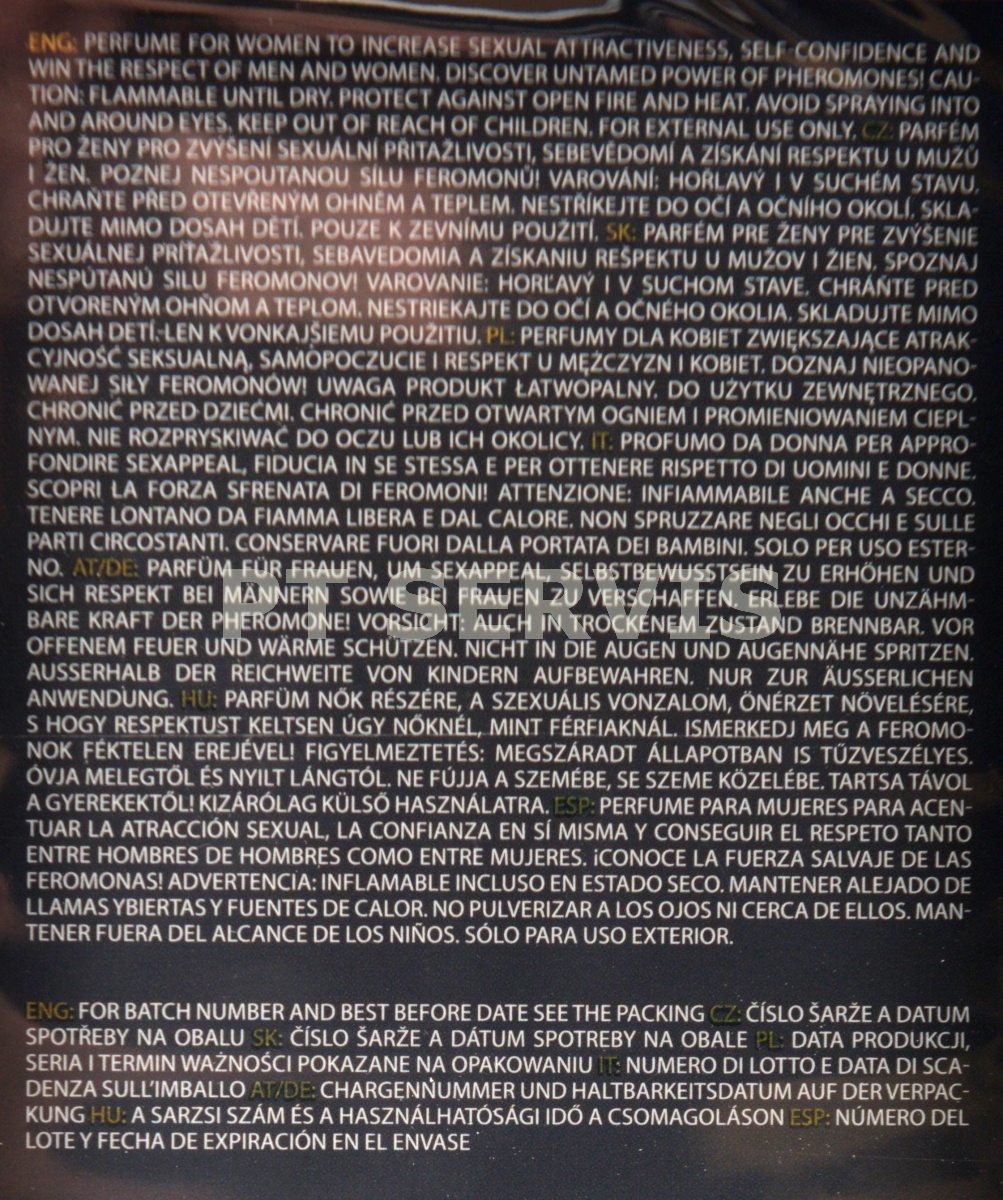 ENG: PERFUME FOR WOMEN TO INCREASE SEXUAL ATTRACTIVENESS, SELF-CONFIDENCE AND
WIN THE RESPECT OF MEN AND WOMEN. DISCOVER UNTAMED POWER OF PHEROMONES! CAU-
TION: FLAMMABLE UNTIL DRY. PROTECT AGAINST OPEN FIRE AND HEAT. AVOID SPRAYING INTO
AND AROUND EYES. KEEP OUT OF REACH OF CHILDREN. FOR EXTERNAL USE ONLY. CZ: PARFÉM
PRO ŽENY PRO ZVÝŠENÍ SEXUÁLNÍ PŘITAŽLIVOSTI, SEBEVĚDOMÍ A ZÍSKÁNÍ RESPEKTU U MUŽŮ
I ŽEN. POZNEJ NESPOUTANOU SÍLU FEROMONŮ! VAROVÁNÍ: HOŘLAVÝ I V SUCHÉM STAVU.
CHRAŇTE PŘED OTEVŘENÝM OHNĚM A TEPLEM. NESTŘÍKEJTE DO OČÍ A OČNÍHO OKOLÍ. SKLA-
DUJTE MIMO DOSAH DĚTÍ. POUZE K ZEVNÍMU POUŽITÍ. SK: PARFÉM PRE ŽENY PRE ZVÝŠENIE
SEXUÁLNEJ PRÍŤAŽLIVOSTI, SEBAVEDOMIA A ZÍSKANIU REŠPEKTU U MUŽOV I ŽIEN. SPOZNAJ
NESPÚTANÚ SILU FEROMONOV! VAROVANIE: HORĽAVÝ I V SUCHOM STAVE. CHRÁŇTE PRED
OTVORENÝM OHŇOM A TEPLOM. NESTRIEKAJTE DO OČÍ A OČNÉHO OKOLIA. SKLADUJTE MIMO
DOSAH DETÍ. LEN K VONKAJŠIEMU POUŽITIU. PL: PERFUMY DLA KOBIET ZWIĘKSZAJĄCE ATRAK-
CYJNOŚĆ SEKSUALNĄ, SAMOPOCZUCIE I RESPEKT U MĘŻCZYZN I KOBIET. DOZNAJ NIEOPANO-
WANEJ SIŁY FEROMONÓW! UWAGA PRODUKT ŁATWOPALNY. DO UŻYTKU ZEWNĘTRZNEGO.
CHRONIĆ PRZED DZIEĆMI. CHRONIĆ PRZED OTWARTYM OGNIEM I PROMIENIOWANIEM CIEPL-
NYM. NIE ROZPRYSKIWAĆ DO OCZU LUB ICH OKOLICY. IT: PROFUMO DA DONNA PER APPRO-
FONDIRE SEXAPPEAL, FIDUCIA IN SE STESSA E PER OTTENERE RISPETTO DI UOMINI E DONNE.
SCOPRI LA FORZA SFRENATA DI FEROMONI! ATTENZIONE: INFIAMMABILE ANCHE A SECCO.
TENERE LONTANO DA FIAMMA LIBERA E DAL CALORE. NON SPRUZZARE NEGLI OCCHI E SULLE
PARTI CIRCOSTANTI. CONSERVARE FUORI DALLA PORTATA DEI BAMBINI. SOLO PER USO ESTER-
NO. AT/DE: PARFÜM FÜR FRAUEN, UM SEXAPPEAL, SELBSTBEWUSSTSEIN ZU ERHÖHEN UND
SICH RESPEKT BEI MÄNNERN SOWIE BEI FRAUEN ZU VERSCHAFFEN. ERLEBE DIE UNZÄHM-
BARE KRAFT DER PHEROMONE! VORSICHT: AUCH IN TROCKENEM ZUSTAND BRENNBAR. VOR
OFFENEM FEUER UND WÄRME SCHÜTZEN. NICHT IN DIE AUGEN UND AUGENNÄHE SPRITZEN.
AUSSERHALB DER REICHWEITE VON KINDERN AUFBEWAHREN. NUR ZUR ÄUSSERLICHEN
ANWENDUNG. HU: PARFÜM NŐK RÉSZÉRE, A SZEXUÁLIS VONZALOM, ÖNÉRZET NÖVELÉSÉRE,
S HOGY RESPEKTUST KELTSEN ÚGY NŐKNÉL, MINT FÉRFIAKNÁL. ISMERKEDJ MEG A FEROMO-
NOK FÉKTELEN EREJÉVEL! FIGYELMEZTETÉS: MEGSZÁRADT ÁLLAPOTBAN IS TŰZVESZÉLYES.
ÓVJA MELEGTŐL ÉS NYILT LÁNGTÓL. NE FÚJJA A SZEMÉBE, SE SZEME KÖZELÉBE. TARTSA TÁVOL
A GYEREKEKTŐL! KIZÁRÓLAG KÜLSŐ HASZNÁLATRA. ESP: PERFUME PARA MUJERES PARA ACEN-
TUAR LA ATRACCIÓN SEXUAL, LA CONFIANZA EN SÍ MISMA Y CONSEGUIR EL RESPETO TANTO
ENTRE HOMBRES DE HOMBRES COMO ENTRE MUJERES. ¡CONOCE LA FUERZA SALVAJE DE LAS
FEROMONAS! ADVERTENCIA: INFLAMABLE INCLUSO EN ESTADO SECO. MANTENER ALEJADO DE
LLAMAS YBIERTAS Y FUENTES DE CALOR. NO PULVERIZAR A LOS OJOS NI CERCA DE ELLOS. MAN-
TENER FUERA DEL ALCANCE DE LOS NIÑOS. SÓLO PARA USO EXTERIOR.
PT SERVIS
ENG: FOR BATCH NUMBER AND BEST BEFORE DATE SEE THE PACKING CZ: ČÍSLO ŠARŽE A DATUM
SPOTŘEBY NA OBALU SK: ČÍSLO ŠARŽE A DÁTUM SPOTREBY NA OBALE PL: DATA PRODUKCJI,
SERIA I TERMIN WAŻNOŚCI POKAZANE NA OPAKOWANIU IT: NUMERO DI LOTTO E DATA DI SCA-
DENZA SULL'IMBALLO AT/DE: CHARGENNUMMER UND HALTBARKEITSDATUM AUF DER VERPAC-
KUNG HU: A SARZSI SZÁM ÉS A HASZNÁLHATÓSÁGI IDŐ A CSOMAGOLÁSON ESP: NÚMERO DEL
LOTE Y FECHA DE EXPIRACIÓN EN EL ENVASE